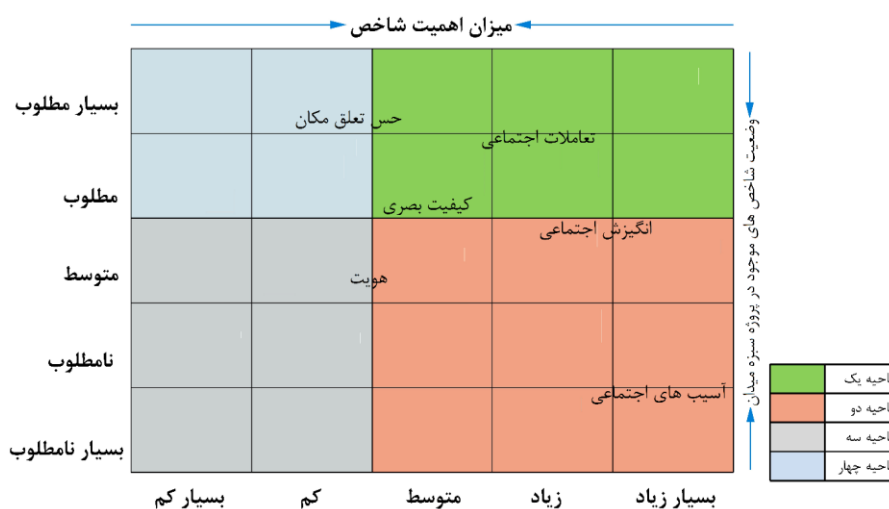 میزان اهمیت شاخص
بسیار مطلوب
مطلوب
متوسط
نامطلوب
بسیار نامطلوب
حس تعلق مکان
تعاملات اجتماعی
کیفیت بصری
انگیزش اجتماعی
هویت
آسیب های اجتماعی
وضعیت شاخص های موجود در پروژه سبزه میدان
بسیار زیاد
زیاد
متوسط
کم
بسیار کم
احیه یک
احیه دو
احیه سه
احیه چهار